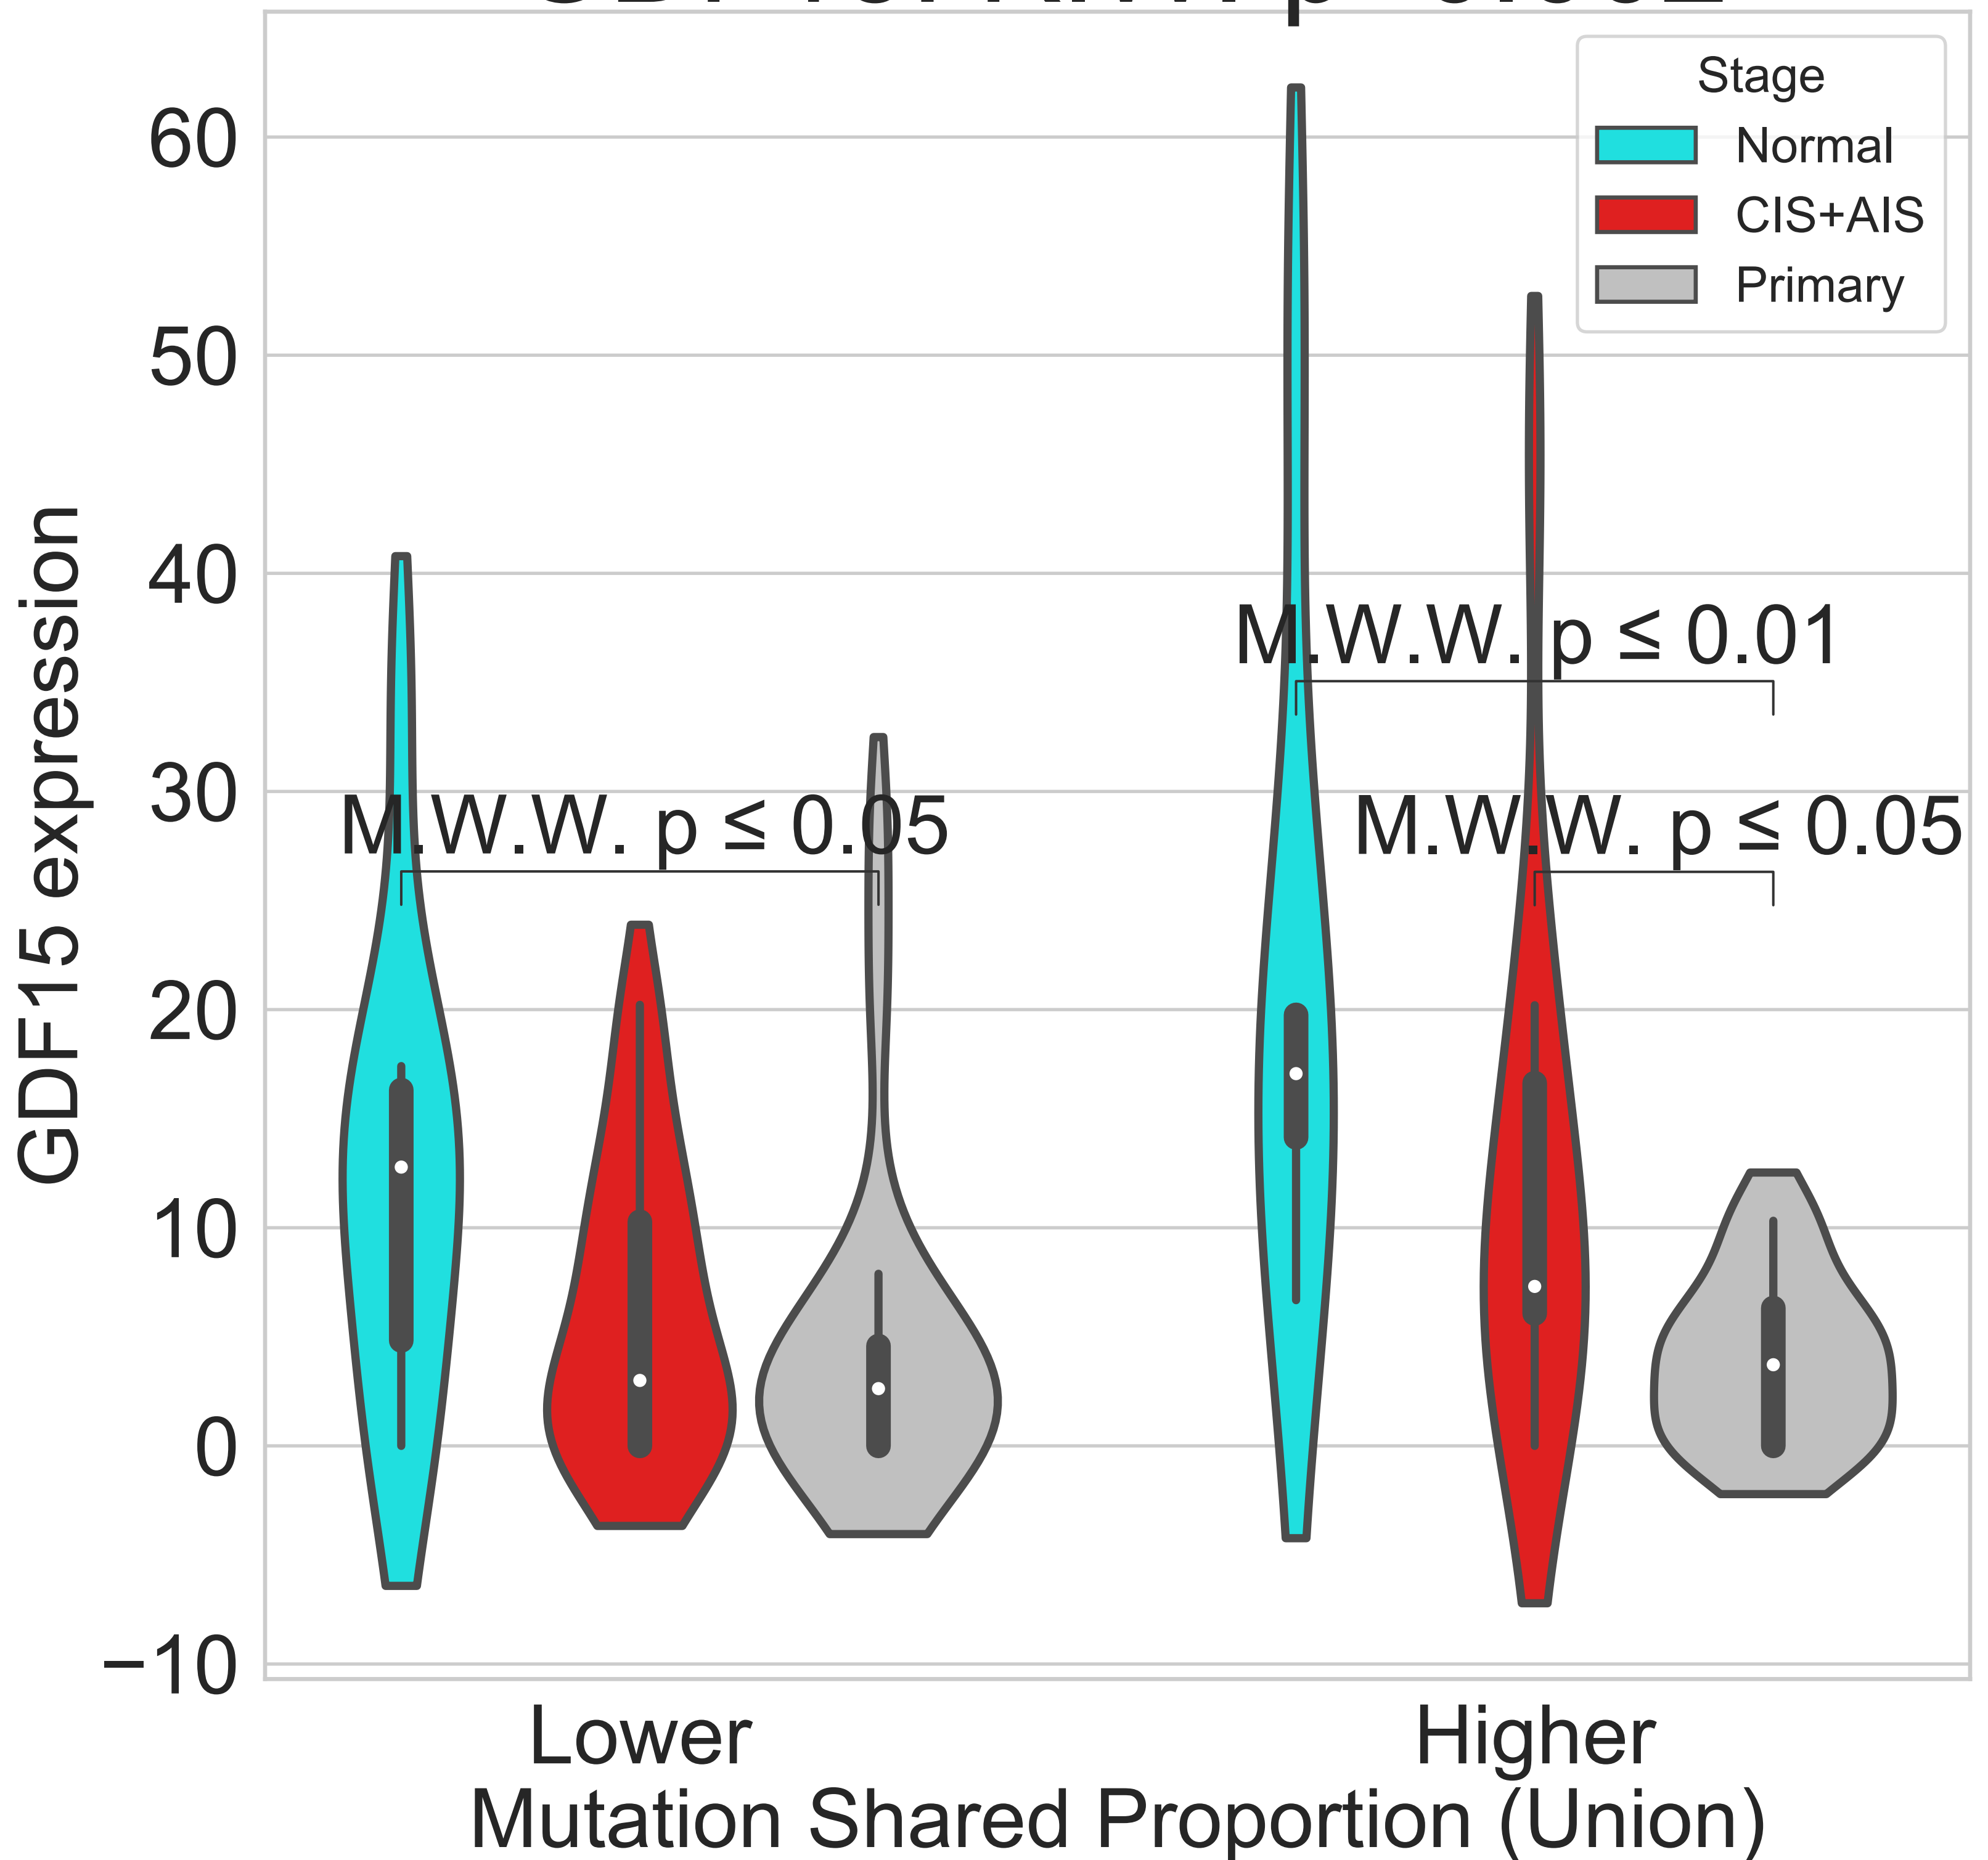 Stage
Normal
CIS+AIS
Primary
60
50
40
30
20
10
0
−10
GDF15 expression
M.W.W. p ≤ 0.01
M.W.W. p ≤ 0.05
M.W.W. p ≤ 0.05
Lower
Higher
Mutation Shared Proportion (Union)